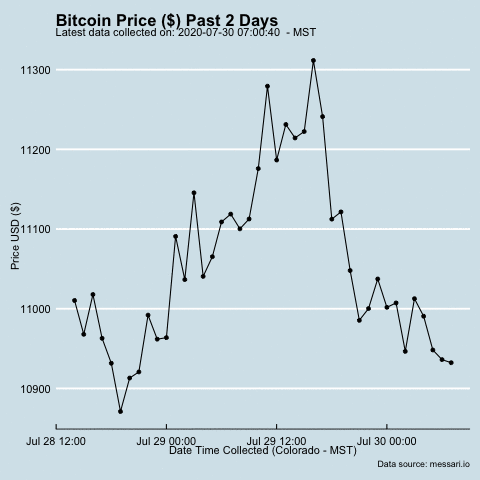 Bitcoin Price ($) Past 2 Days
Latest data collected on: 2020-07-30 07:00:40  - MST
11300
11200
11100
11000
10900
Price USD ($)
Jul 28 12:00 Jul 29 00:00 Jul 29 12:00 Jul 30 00:00
Date Time Collected (Colorado - MST)
Data source: messari.io